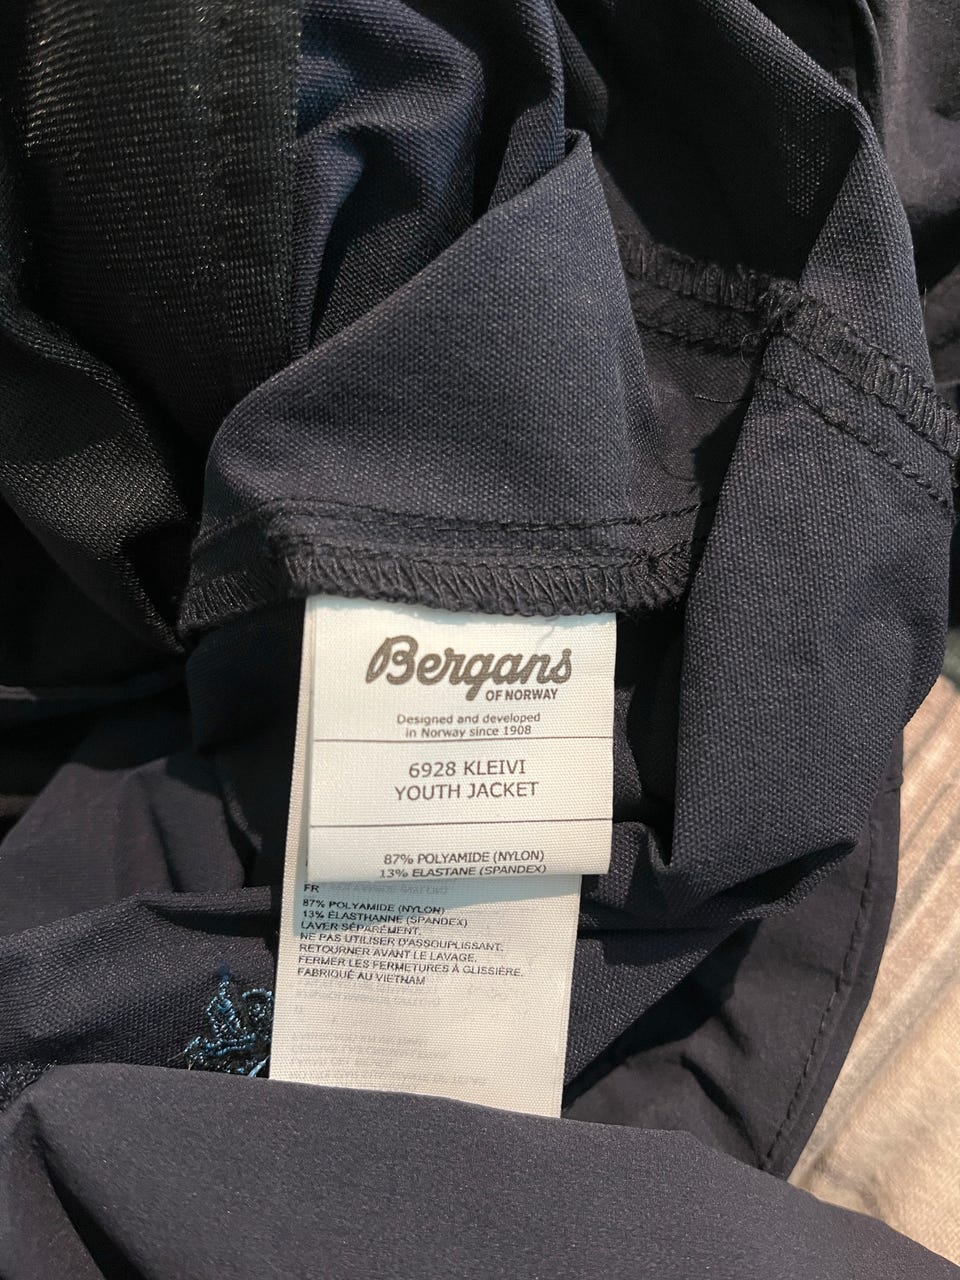 Bergans
OF NORWAY
Designed and developed
in Norway since 1908
6928 KLEIVI
YOUTH JACKET
87% POLYAMIDE (NYLON)
13% ELASTANE (SPANDEX)
FR
87% POLYAMIDE (NYLON)
13% ÉLASTHANNE (SPANDEX)
LAVER SÉPARÉMENT.
NE PAS UTILISER D'ASSOUPLISSANT.
RETOURNER AVANT LE LAVAGE.
FERMER LES FERMETURES À GLISSIÈRE.
FABRIQUÉ AU VIETNAM